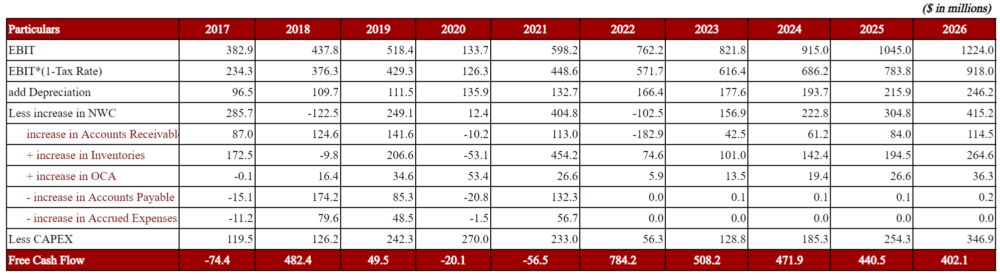 ($ in millions)
Particulars 2017 2018 2019 2020 2021 2022 2023 2024 2025 2026
EBIT 382.9 437.8 518.4 133.7 598.2 762.2 821.8 915.0 1045.0 1224.0
EBIT*(1-Tax Rate) 234.3 376.3 429.3 126.3 448.6 571.7 616.4 686.2 783.8 918.0
add Depreciation 96.5 109.7 111.5 135.9 132.7 166.4 177.6 193.7 215.9 246.2
Less increase in NWC 285.7 -122.5 249.1 12.4 404.8 -102.5 156.9 222.8 304.8 415.2
increase in Accounts Receivabl 87.0 124.6 141.6 -10.2 113.0 -182.9 42.5 61.2 84.0 114.5
+ increase in Inventories 172.5 -9.8 206.6 -53.1 454.2 74.6 101.0 142.4 194.5 264.6
+ increase in OCA -0.1 16.4 34.6 53.4 26.6 5.9 13.5 19.4 26.6 36.3
- increase in Accounts Payable -15.1 174.2 85.3 -20.8 132.3 0.0 0.1 0.1 0.1 0.2
- increase in Accrued Expenses -11.2 79.6 48.5 -1.5 56.7 0.0 0.0 0.0 0.0 0.0
Less CAPEX 119.5 126.2 242.3 270.0 233.0 56.3 128.8 185.3 254.3 346.9
Free Cash Flow -74.4 482.4 49.5 -20.1 -56.5 784.2 508.2 471.9 440.5 402.1